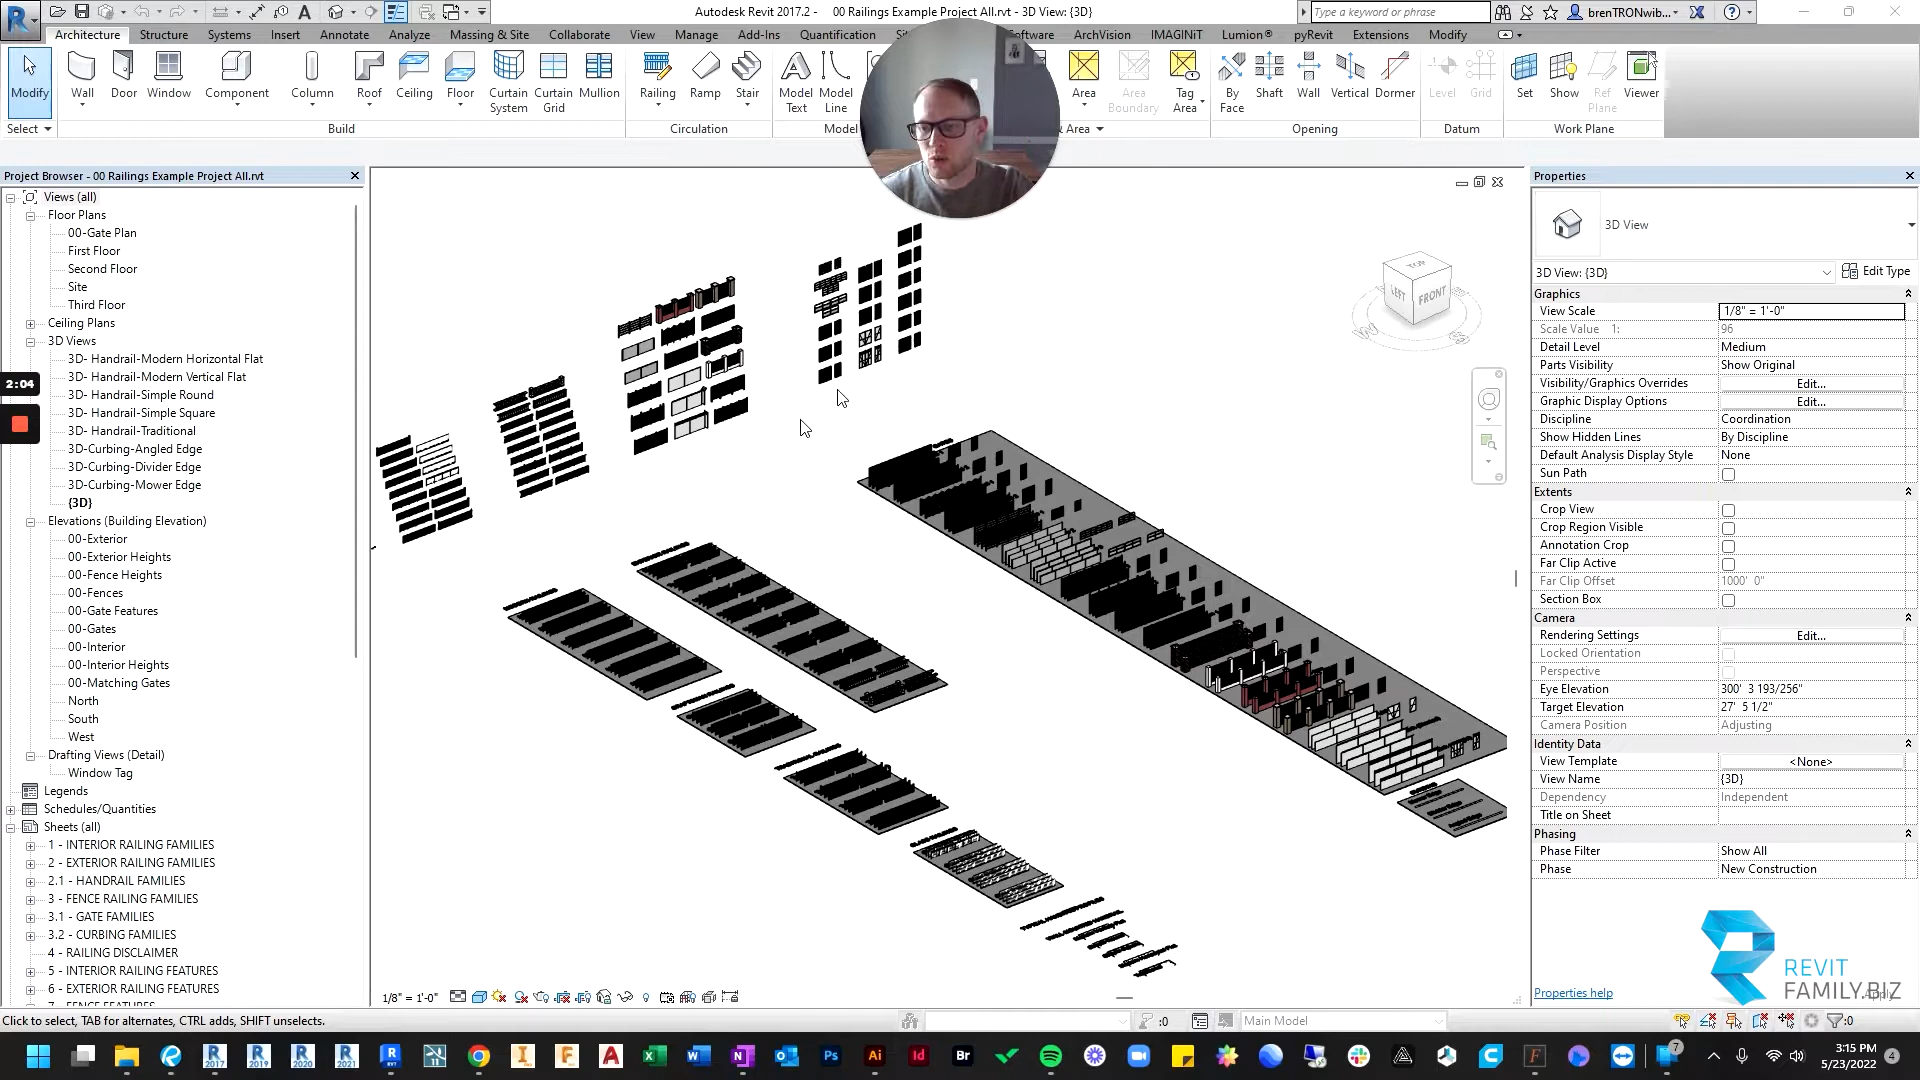 Autodesk Revit 2017.2 - 00 Railings Example Project All.rvt - 3D View: {3D}
Type a keyword or phrase
brenTRONwib...
Architecture Structure Systems Insert Annotate Analyze Massing & Site Collaborate View Manage Add-Ins Quantification ArchVision IMAGINiT Lumion® pyRevit Extensions Modify
Modify Wall Door Window Component Column Roof Ceiling Floor Curtain System Curtain Grid Mullion Railing Ramp Stair Model Text Model Line Area Area Boundary Tag Area By Face Shaft Wall Vertical Dormer Level Grid Set Show Ref Plane Viewer
Select Build Circulation Model & Area Opening Datum Work Plane
Project Browser - 00 Railings Example Project All.rvt
Views (all)
Floor Plans
00-Gate Plan
First Floor
Second Floor
Site
Third Floor
Ceiling Plans
3D Views
3D- Handrail-Modern Horizontal Flat
3D- Handrail-Modern Vertical Flat
3D- Handrail-Simple Round
3D- Handrail-Simple Square
3D- Handrail-Traditional
3D-Curbing-Angled Edge
3D-Curbing-Divider Edge
3D-Curbing-Mower Edge
{3D}
Elevations (Building Elevation)
00-Exterior
00-Exterior Heights
00-Fence Heights
00-Fences
00-Gate Features
00-Gates
00-Interior
00-Interior Heights
00-Matching Gates
North
South
West
Drafting Views (Detail)
Window Tag
Legends
Schedules/Quantities
Sheets (all)
1 - INTERIOR RAILING FAMILIES
2 - EXTERIOR RAILING FAMILIES
2.1 - HANDRAIL FAMILIES
3 - FENCE RAILING FAMILIES
3.1 - GATE FAMILIES
3.2 - CURBING FAMILIES
4 - RAILING DISCLAIMER
5 - INTERIOR RAILING FEATURES
6 - EXTERIOR RAILING FEATURES
7 - FENCE FEATURES
2:04
TOP
LEFT FRONT
W S
Properties
3D View
3D View: {3D} Edit Type
Graphics
View Scale 1/8" = 1'-0"
Scale Value 1: 96
Detail Level Medium
Parts Visibility Show Original
Visibility/Graphics Overrides Edit...
Graphic Display Options Edit...
Discipline Coordination
Show Hidden Lines By Discipline
Default Analysis Display Style None
Sun Path
Extents
Crop View
Crop Region Visible
Annotation Crop
Far Clip Active
Far Clip Offset 1000' 0"
Section Box
Camera
Rendering Settings Edit...
Locked Orientation
Perspective
Eye Elevation 300' 3 193/256"
Target Elevation 27' 5 1/2"
Camera Position Adjusting
Identity Data
View Template <None>
View Name {3D}
Dependency Independent
Title on Sheet
Phasing
Phase Filter Show All
Phase New Construction
Properties help
REVIT
FAMILY.BIZ
1/8" = 1'-0"
Click to select, TAB for alternates, CTRL adds, SHIFT unselects.
:0 Main Model :0
3:15 PM
5/23/2022